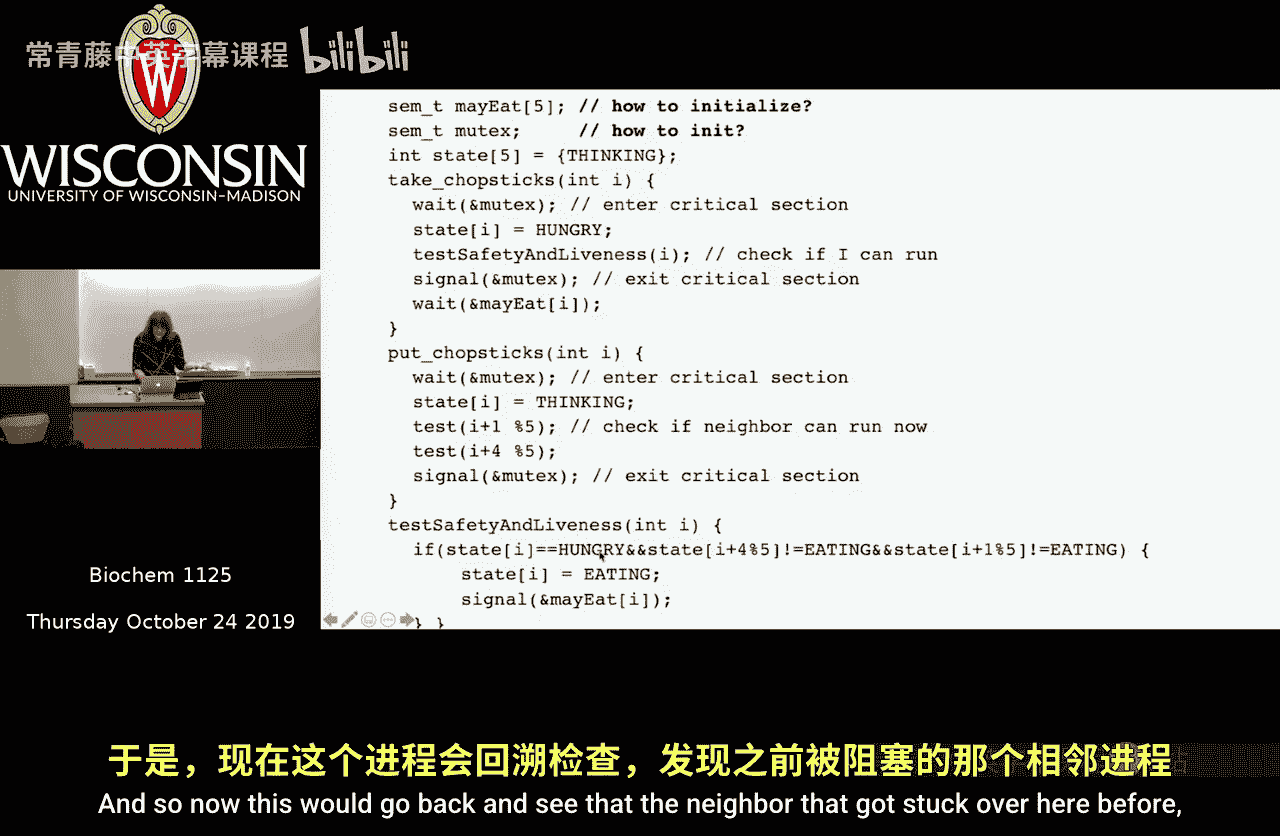 常青藤中英字幕课程 bilibili
W
WISCONSIN
UNIVERSITY OF WISCONSIN-MADISON
sem_t mayEat[5]; // how to initialize?
sem_t mutex; // how to init?
int state[5] = {THINKING};
take_chopsticks(int i) {
wait(&mutex); // enter critical section
state[i] = HUNGRY;
testSafetyAndLiveness(i); // check if I can run
signal(&mutex); // exit critical section
wait(&mayEat[i]);
}
put_chopsticks(int i) {
wait(&mutex); // enter critical section
state[i] = THINKING;
test(i+1 %5); // check if neighbor can run now
test(i+4 %5);
signal(&mutex); // exit critical section
}
testSafetyAndLiveness(int i) {
if(state[i]==HUNGRY&&state[i+4%5]!=EATING&&state[i+1%5]!=EATING) {
state[i] = EATING;
signal(&mayEat[i]);
} }
Biochem 1125
Thursday October 24 2019
于是，现在这个进程会回溯检查，发现之前被阻塞的那个相邻进程
And so now this would go back and see that the neighbor that got stuck over here before,